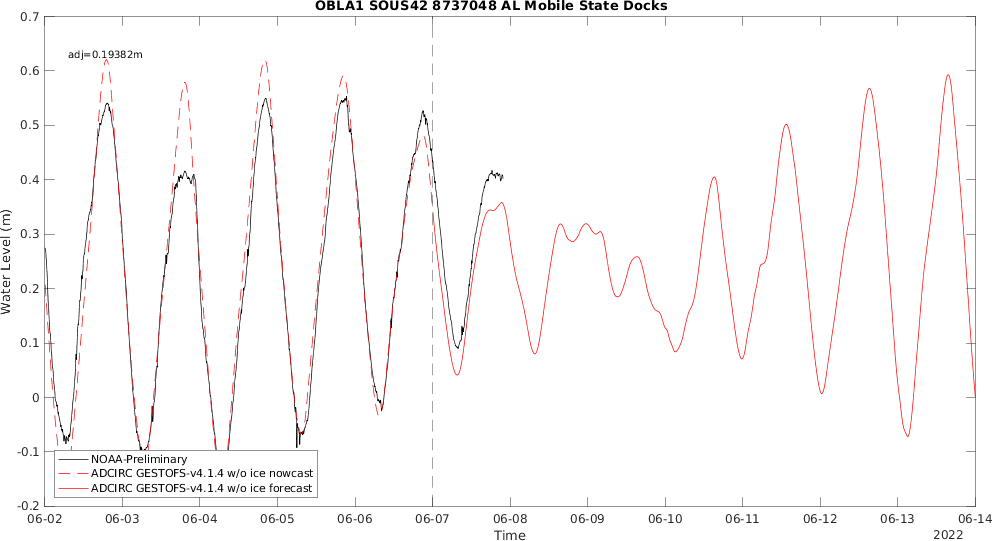 OBLA1 SOUS42 8737048 AL Mobile State Docks
adj=0.19382m
Water Level (m)
0.7
0.6
0.5
0.4
0.3
0.2
0.1
0
-0.1
-0.2
NOAA-Preliminary
ADCIRC GESTOFS-v4.1.4 w/o ice nowcast
ADCIRC GESTOFS-v4.1.4 w/o ice forecast
06-02 06-03 06-04 06-05 06-06 06-07 06-08 06-09 06-10 06-11 06-12 06-13 06-14
Time
2022